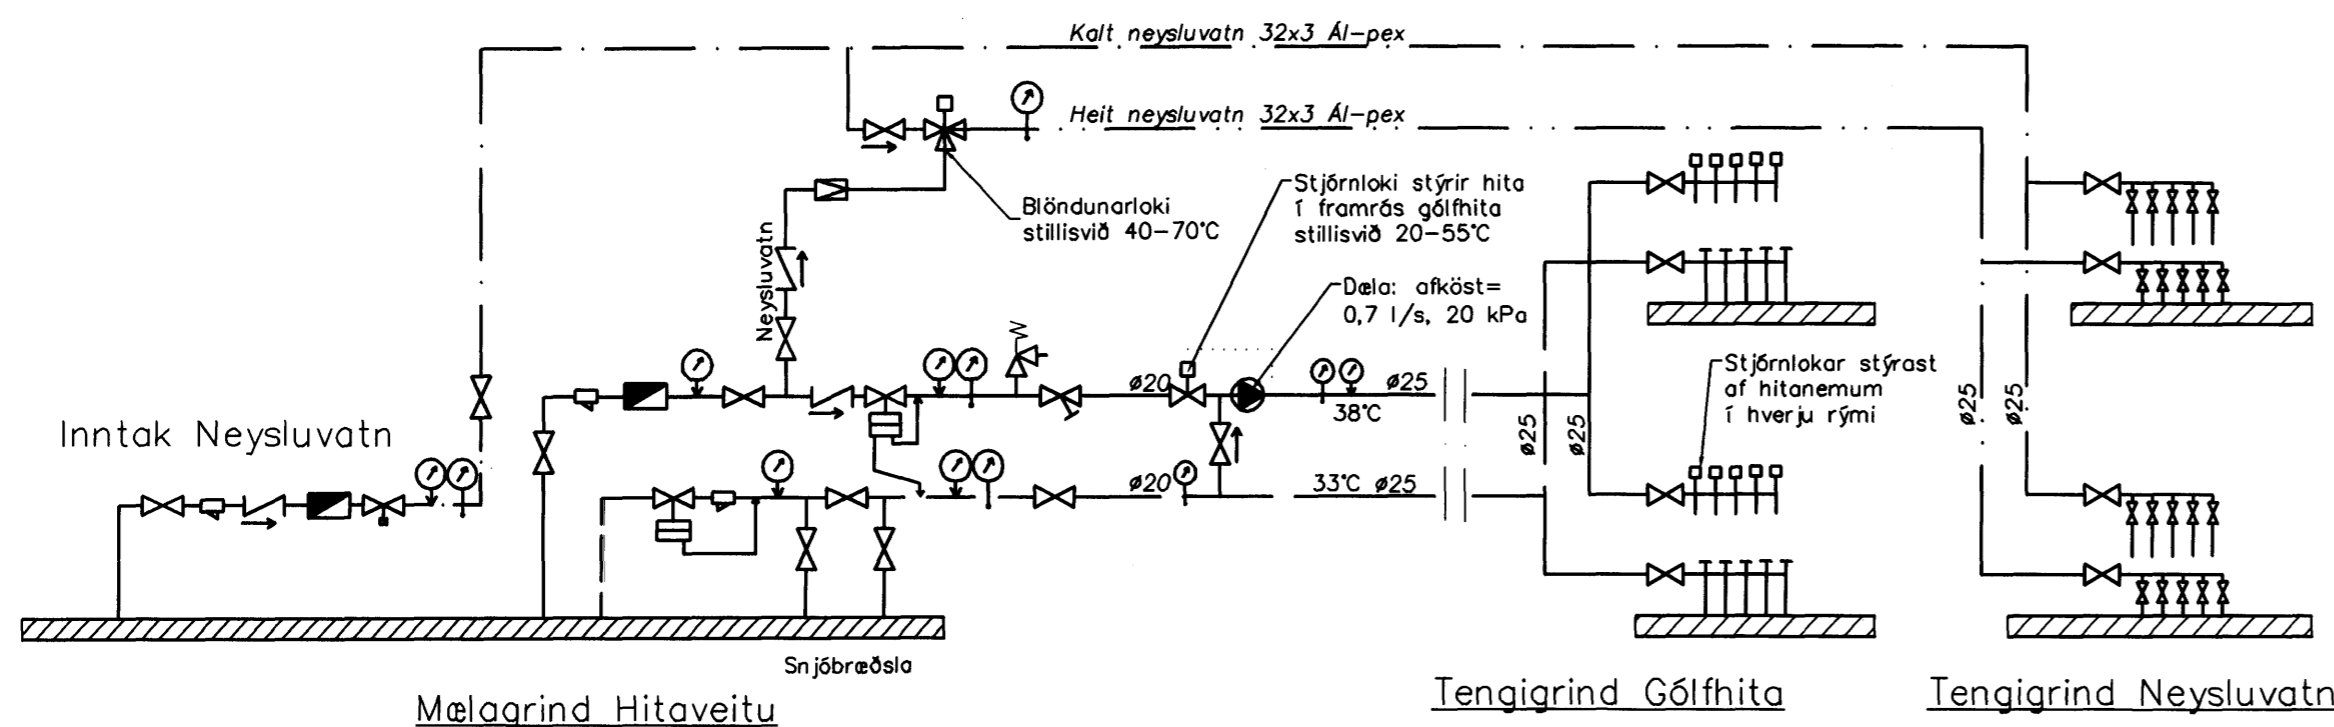 Kalt neysluvatn 32x3 Ál-pex
Heit neysluvatn 32x3 Ál-pex
Stjórnloki stýrir hita
í framrás gólfhita
stillisvið 20-55°C
Blöndunarloki
stillisvið 40-70°C
Neysluvatn
Dæla: afköst=
0,7 l/s, 20 kPa
Stjórnlokar stýrast
af hitanemum
í hverju rými
ø20
ø25
38°C
Inntak Neysluvatn
ø25
ø25
ø25
ø25
ø20
33°C ø25
Snjóbræðsla
Mælagrind Hitaveitu
Tengigrind Gólfhita
Tengigrind Neysluvatn